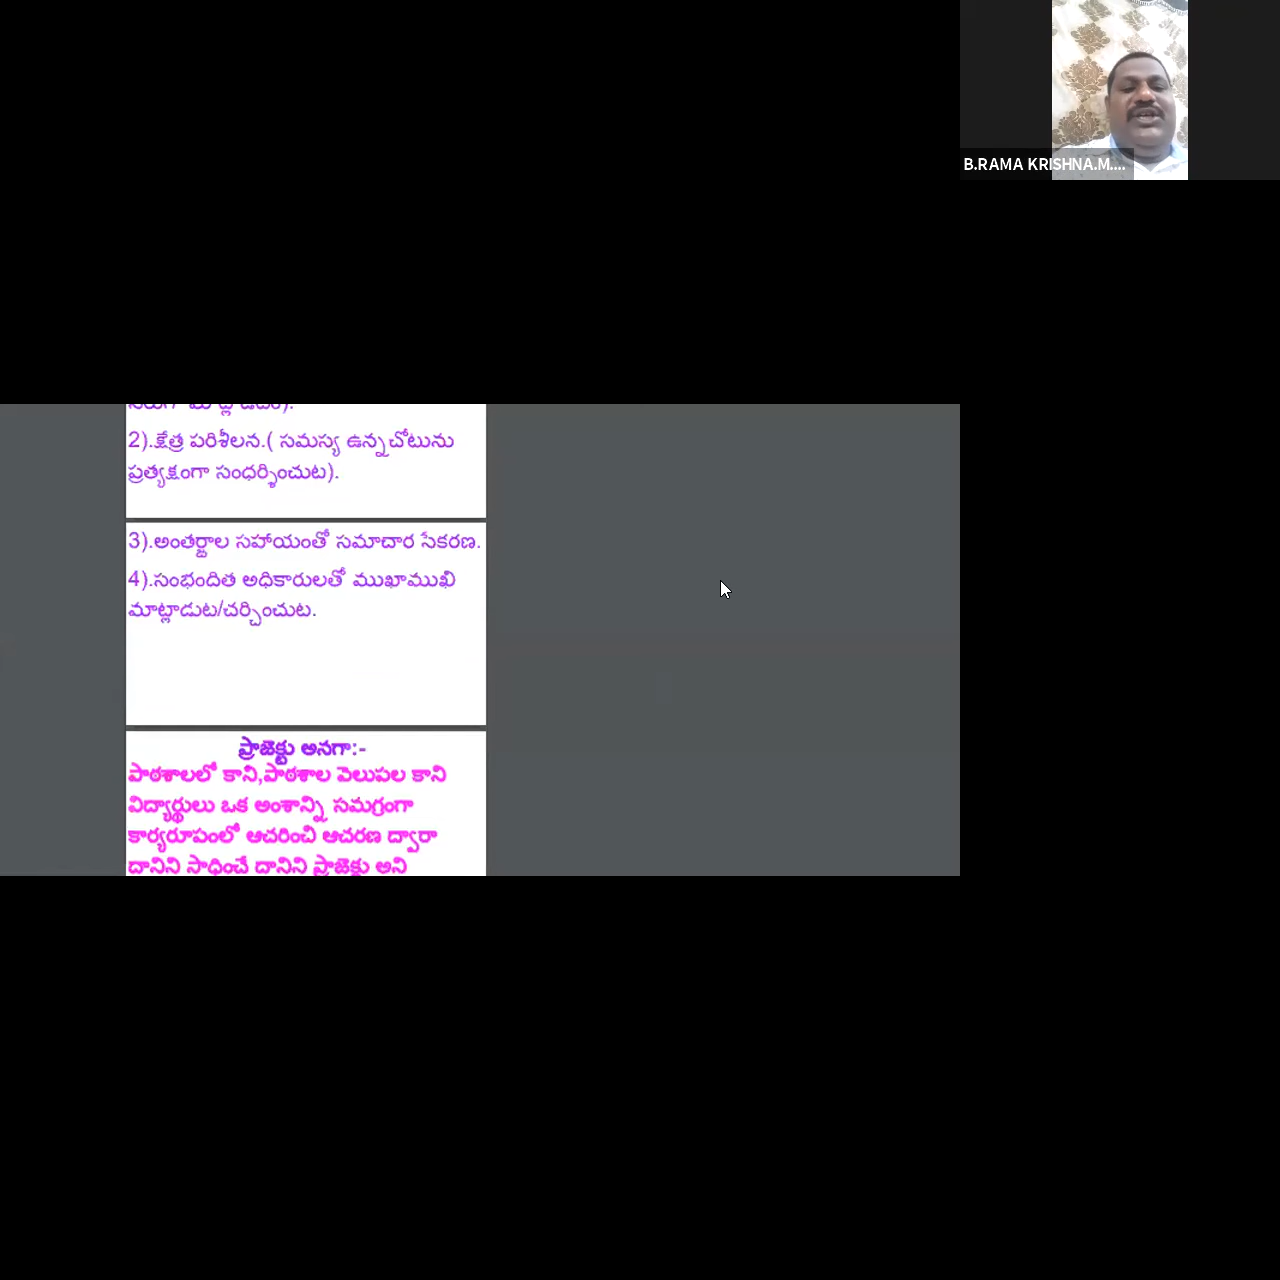 B.RAMA KRISHNA.M....
2).క్షేత్ర పరిశీలన.( సమస్య ఉన్నచోటును
ప్రత్యక్షంగా సందర్శించుట).
3).అంతర్జాల సహాయంతో సమాచార సేకరణ.
4).సంభందిత అధికారులతో ముఖాముఖి
మాట్లాడుట/చర్చించుట.
ప్రాజెక్టు అనగా:-
పాఠశాలలో కాని,పాఠశాల వెలుపల కాని
విద్యార్థులు ఒక అంశాన్ని సమగ్రంగా
కార్యరూపంలో ఆచరించి ఆచరణ ద్వారా
దానిని సాధించే దానిని ప్రాజెక్టు అని